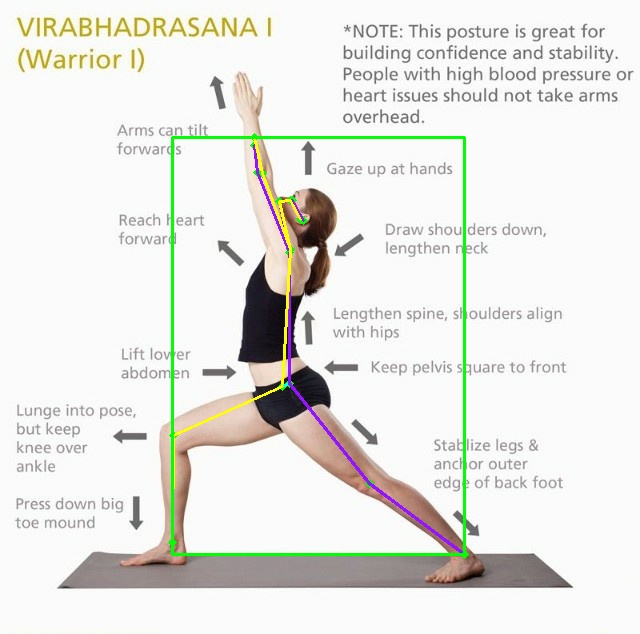 VIRABHADRASANA I
(Warrior I)
*NOTE: This posture is great for
building confidence and stability.
People with high blood pressure or
heart issues should not take arms
overhead.
Arms can tilt
forwards
Gaze up at hands
Reach heart
forward
Draw shoulders down,
lengthen neck
Lengthen spine, shoulders align
with hips
Lift lower
abdomen
Keep pelvis square to front
Lunge into pose,
but keep
knee over
ankle
Stablize legs &
anchor outer
edge of back foot
Press down big
toe mound